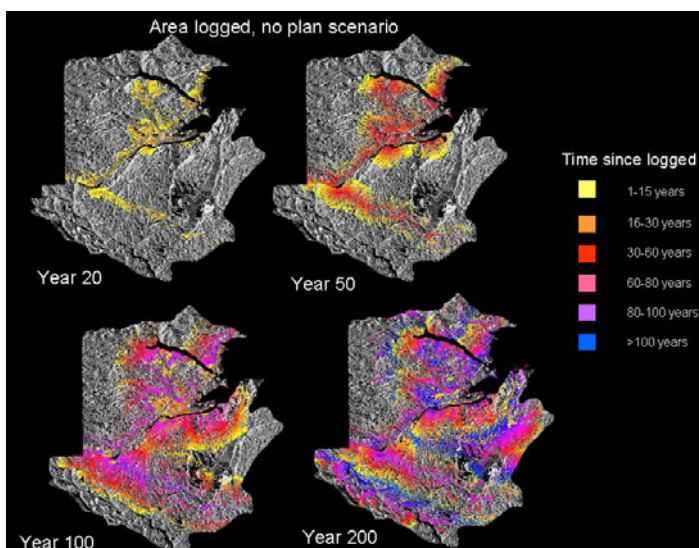 Area logged, no plan scenario
Year 20
Year 50
Time since logged
1-15 years
16-30 years
30-60 years
60-80 years
80-100 years
>100 years
Year 100
Year 200